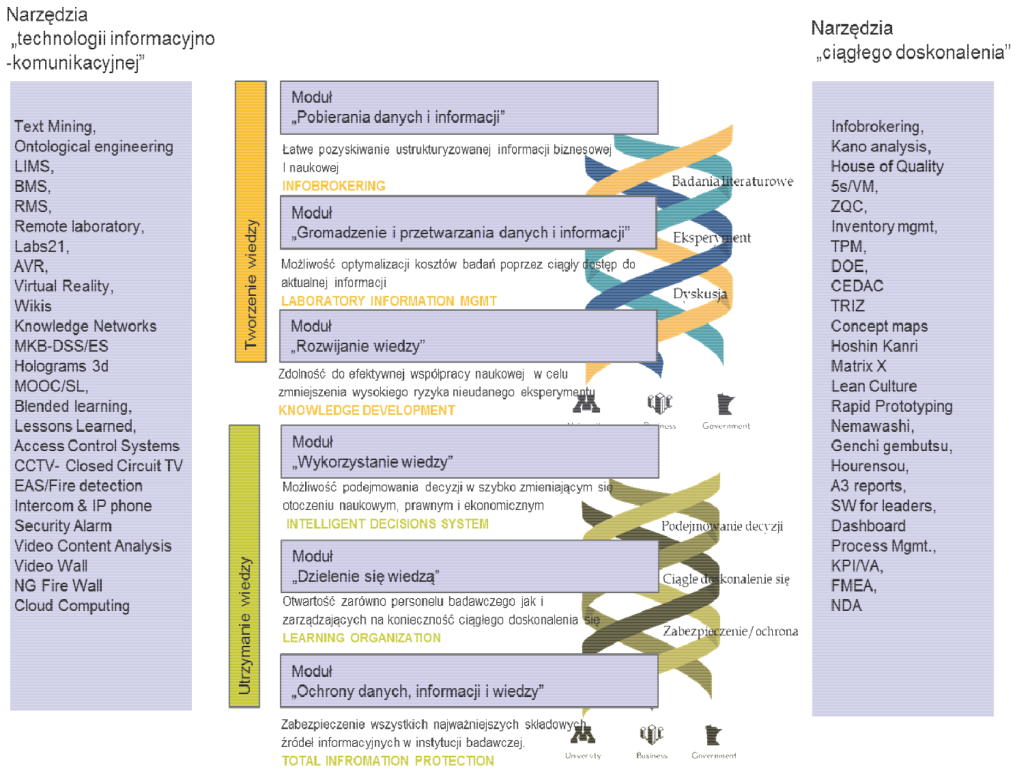 Narzędzia
„technologii informacyjno
-komunikacyjnej”
Text Mining,
Ontological engineering
LIMS,
BMS,
RMS,
Remote laboratory,
Labs21,
AVR,
Virtual Reality,
Wikis
Knowledge Networks
MKB-DSS/ES
Holograms 3d
MOOC/SL,
Blended learning,
Lessons Learned,
Access Control Systems
CCTV- Closed Circuit TV
EAS/Fire detection
Intercom & IP phone
Security Alarm
Video Content Analysis
Video Wall
NG Fire Wall
Cloud Computing
Tworzenie wiedzy
Moduł
„Pobierania danych i informacji”
Łatwe pozyskiwanie ustrukturyzowanej informacji biznesowej
I naukowej
INFOBROKERING
Moduł
„Gromadzenie i przetwarzania danych i informacji”
Możliwość optymalizacji kosztów badań poprzez ciągły dostęp do
aktualnej informacji
LABORATORY INFORMATION MGMT
Moduł
„Rozwijanie wiedzy”
Zdolność do efektywnej współpracy naukowej w celu
zmniejszenia wysokiego ryzyka nieudanego eksperymentu
KNOWLEDGE DEVELOPMENT
Badania literaturowe
Eksperyment
Dyskusja
Government
Utrzymanie wiedzy
Moduł
„Wykorzystanie wiedzy”
Możliwość podejmowania decyzji w szybko zmieniającym się
otoczeniu naukowym, prawnym i ekonomicznym
INTELLIGENT DECISIONS SYSTEM
Moduł
„Dzielenie się wiedzą”
Otwartość zarówno personelu badawczego jak i
zarządzających na konieczność ciągłego doskonalenia się
LEARNING ORGANIZATION
Moduł
„Ochrony danych, informacji i wiedzy”
Zabezpieczenie wszystkich najważniejszych składowych
źródeł informacyjnych w instytucji badawczej.
TOTAL INFROMATION PROTECTION
Podejmowanie decyzji
Ciągle doskonalenie się
Zabezpieczenie/ochrona
University Business Government
Narzędzia
„ciągłego doskonalenia”
Infobrokering,
Kano analysis,
House of Quality
5s/VM,
ZQC,
Inventory mgmt,
TPM,
DOE,
CEDAC
TRIZ
Concept maps
Hoshin Kanri
Matrix X
Lean Culture
Rapid Prototyping
Nemawashi,
Genchi gembutsu,
Hourensou,
A3 reports,
SW for leaders,
Dashboard
Process Mgmt.,
KPI/VA,
FMEA,
NDA